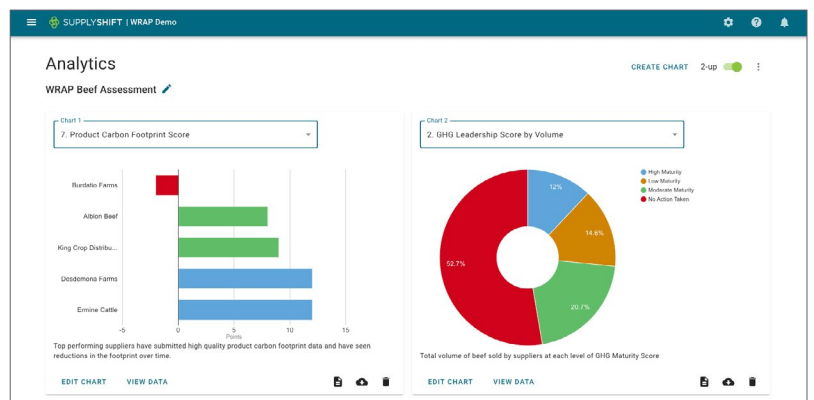 SUPPLYSHIFT | WRAP Demo
Analytics
CREATE CHART 2-up
WRAP Beef Assessment
Chart 1
7. Product Carbon Footprint Score
Burdatio Farms
Albion Beef
King Crop Distribu...
Desdemona Farms
Ermine Cattle
-5 0 5 10 15
Points
Top performing suppliers have submitted high quality product carbon footprint data and have seen
reductions in the footprint over time.
EDIT CHART VIEW DATA
Chart 2
2. GHG Leadership Score by Volume
High Maturity
Low Maturity
Moderate Maturity
No Action Taken
12%
14.6%
20.7%
52.7%
Total volume of beef sold by suppliers at each level of GHG Maturity Score
EDIT CHART VIEW DATA